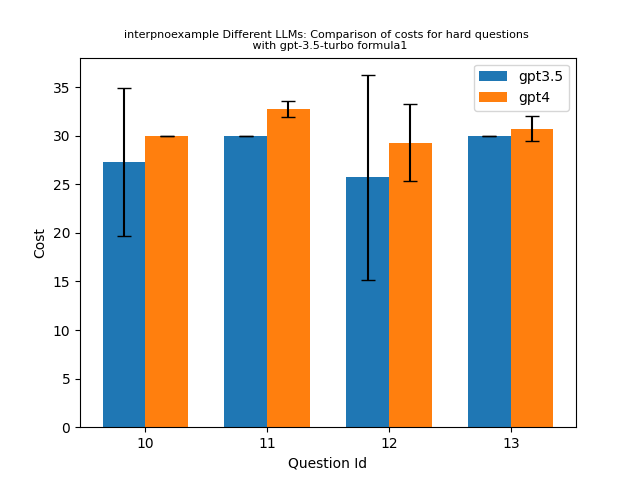 interpnoexample Different LLMs: Comparison of costs for hard questions
with gpt-3.5-turbo formula1
gpt3.5
gpt4
35
30
25
20
15
10
5
0
Cost
10 11 12 13
Question Id